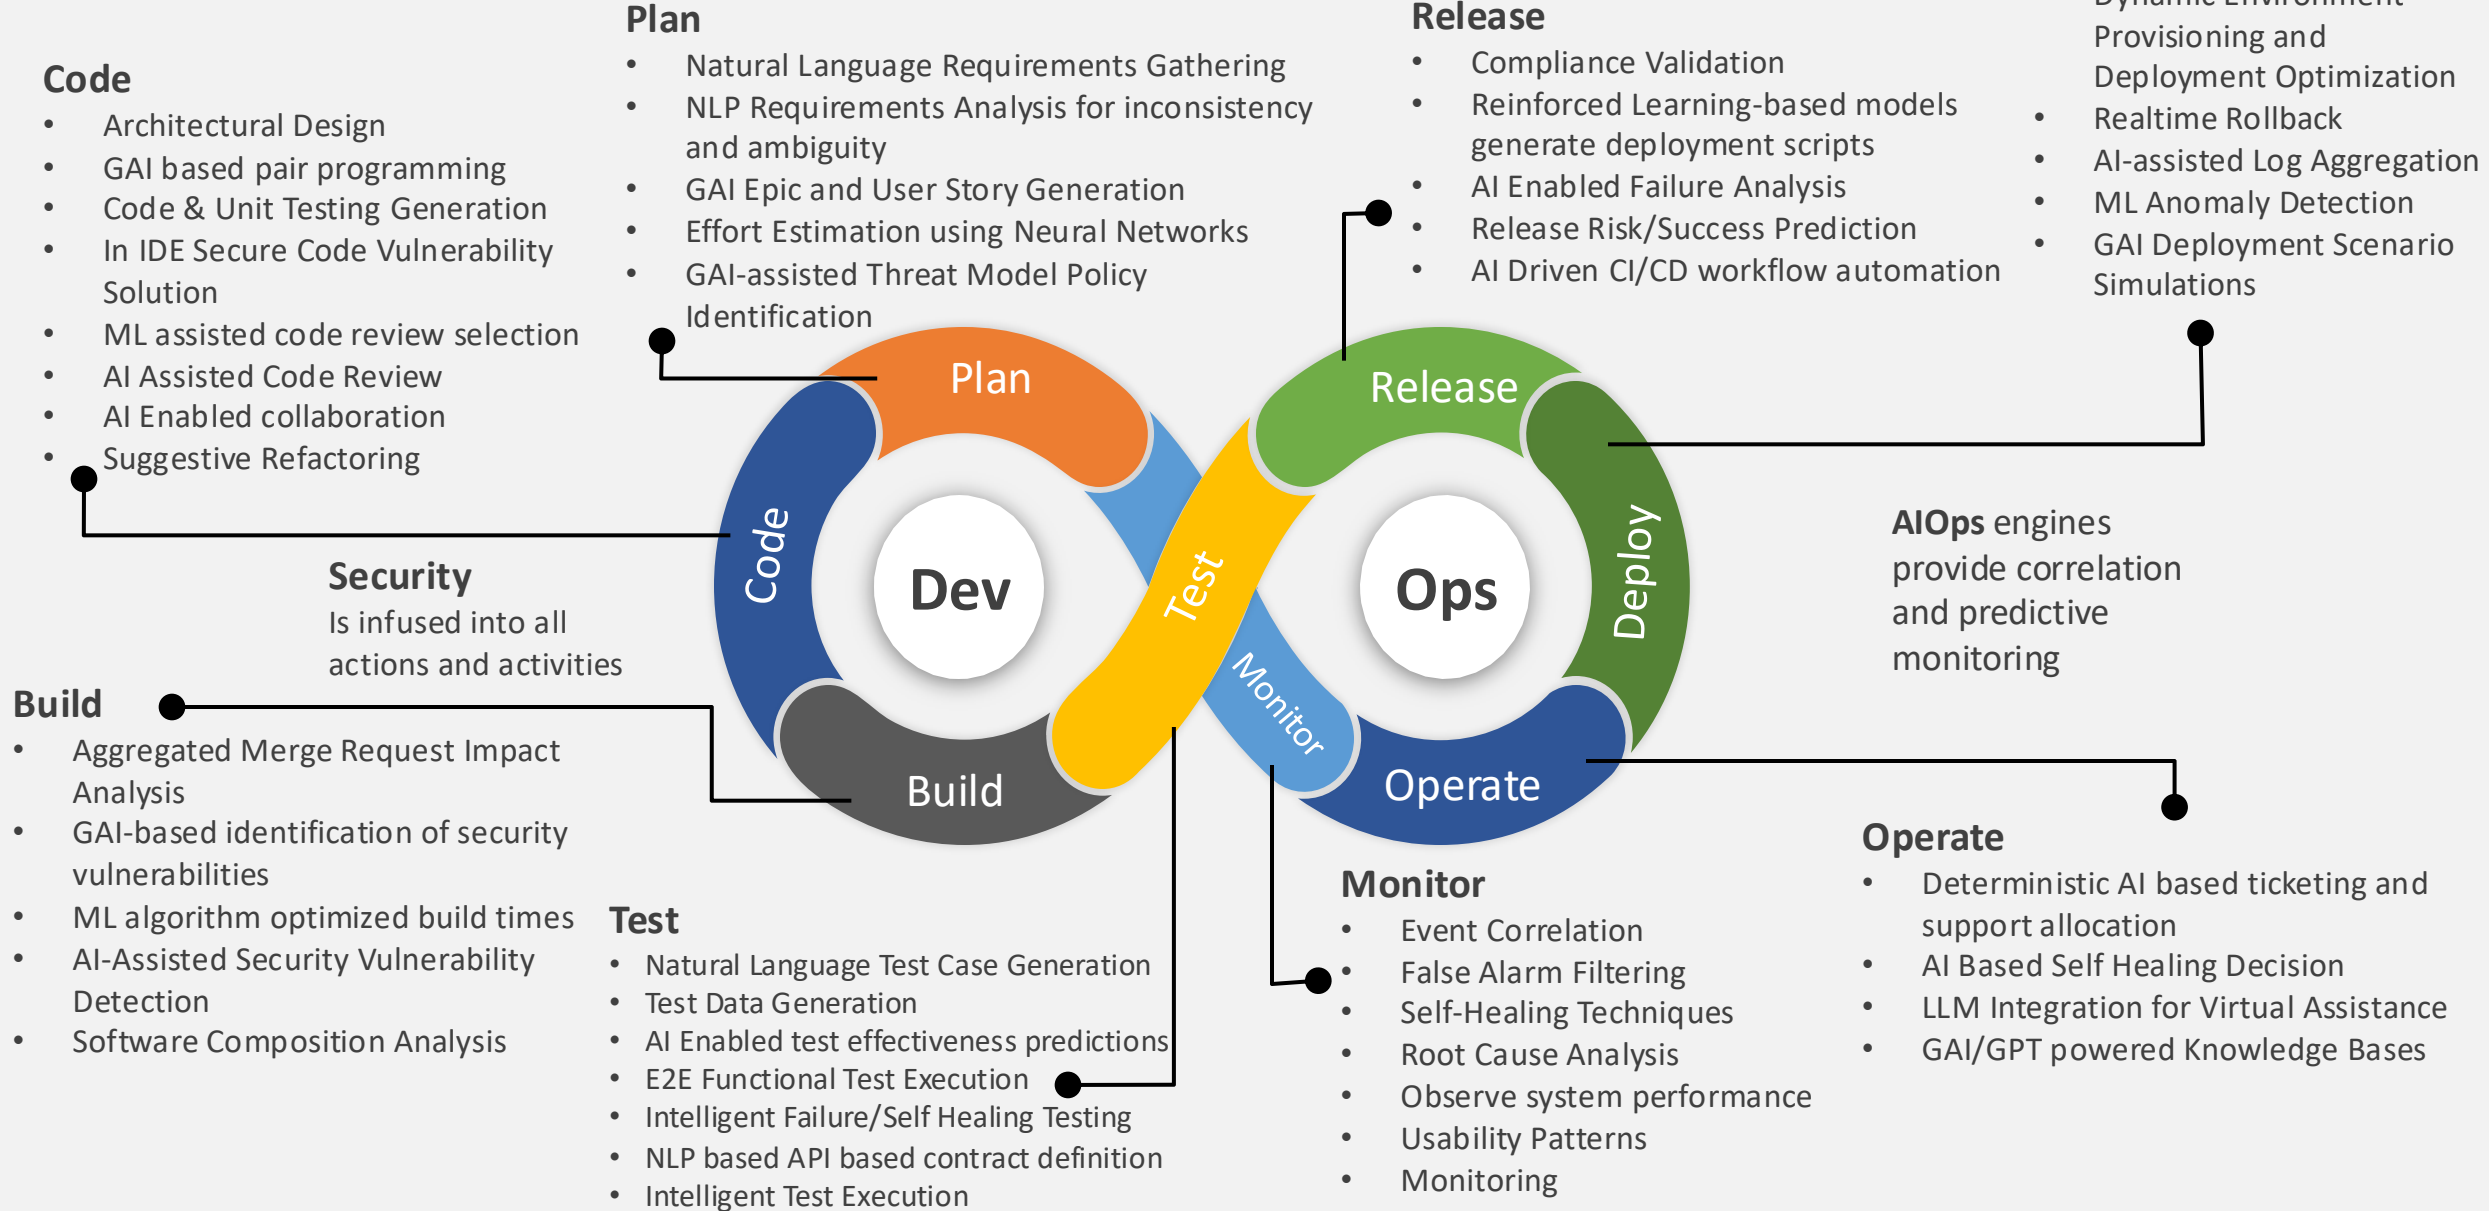 Plan
Natural Language Requirements Gathering
NLP Requirements Analysis for inconsistency
and ambiguity
GAI Epic and User Story Generation
Effort Estimation using Neural Networks
GAI-assisted Threat Model Policy
Identification
Release
Compliance Validation
Reinforced Learning-based models
generate deployment scripts
AI Enabled Failure Analysis
Release Risk/Success Prediction
AI Driven CI/CD workflow automation
Dynamic Environment
Provisioning and
Deployment Optimization
Realtime Rollback
AI-assisted Log Aggregation
ML Anomaly Detection
GAI Deployment Scenario
Simulations
Code
Architectural Design
GAI based pair programming
Code & Unit Testing Generation
In IDE Secure Code Vulnerability
Solution
ML assisted code review selection
AI Assisted Code Review
AI Enabled collaboration
Suggestive Refactoring
Plan
Release
Code
Dev
Test
Ops
Deploy
Monitor
Build
Operate
Security
Is infused into all
actions and activities
AIOps engines
provide correlation
and predictive
monitoring
Build
Aggregated Merge Request Impact
Analysis
GAI-based identification of security
vulnerabilities
ML algorithm optimized build times
AI-Assisted Security Vulnerability
Detection
Software Composition Analysis
Test
Natural Language Test Case Generation
Test Data Generation
AI Enabled test effectiveness predictions
E2E Functional Test Execution
Intelligent Failure/Self Healing Testing
NLP based API based contract definition
Intelligent Test Execution
Monitor
Event Correlation
False Alarm Filtering
Self-Healing Techniques
Root Cause Analysis
Observe system performance
Usability Patterns
Monitoring
Operate
Deterministic AI based ticketing and
support allocation
AI Based Self Healing Decision
LLM Integration for Virtual Assistance
GAI/GPT powered Knowledge Bases